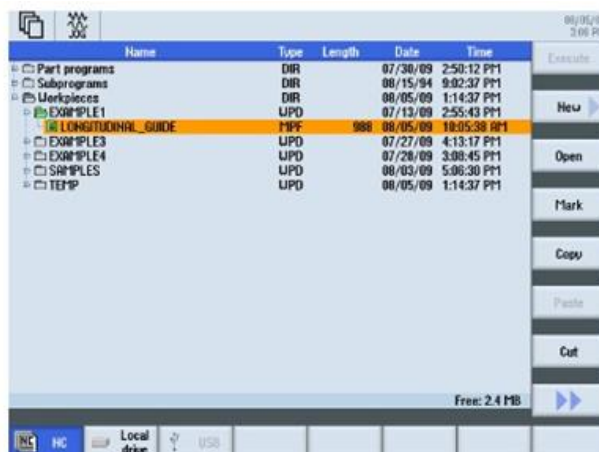 JOG
Name Type Length Date Time
Execute
Part programs DIR 07/30/09 2:50:12 PM
Subprograms DIR 08/15/94 9:02:37 PM
Workpieces DIR 08/05/09 1:14:37 PM
New
EXAMPLE1 WPD 07/13/09 2:55:43 PM
LONGITUDINAL_GUIDE MPF 988 08/05/09 10:05:38 AM
EXAMPLE3 WPD 07/27/09 4:13:17 PM
EXAMPLE4 WPD 07/28/09 3:08:45 PM
Open
SAMPLES WPD 08/03/09 5:06:30 PM
TEMP WPD 08/05/09 1:14:37 PM
Mark
Copy
Paste
Cut
Free: 2.4 MB
NC NC Local drive USB